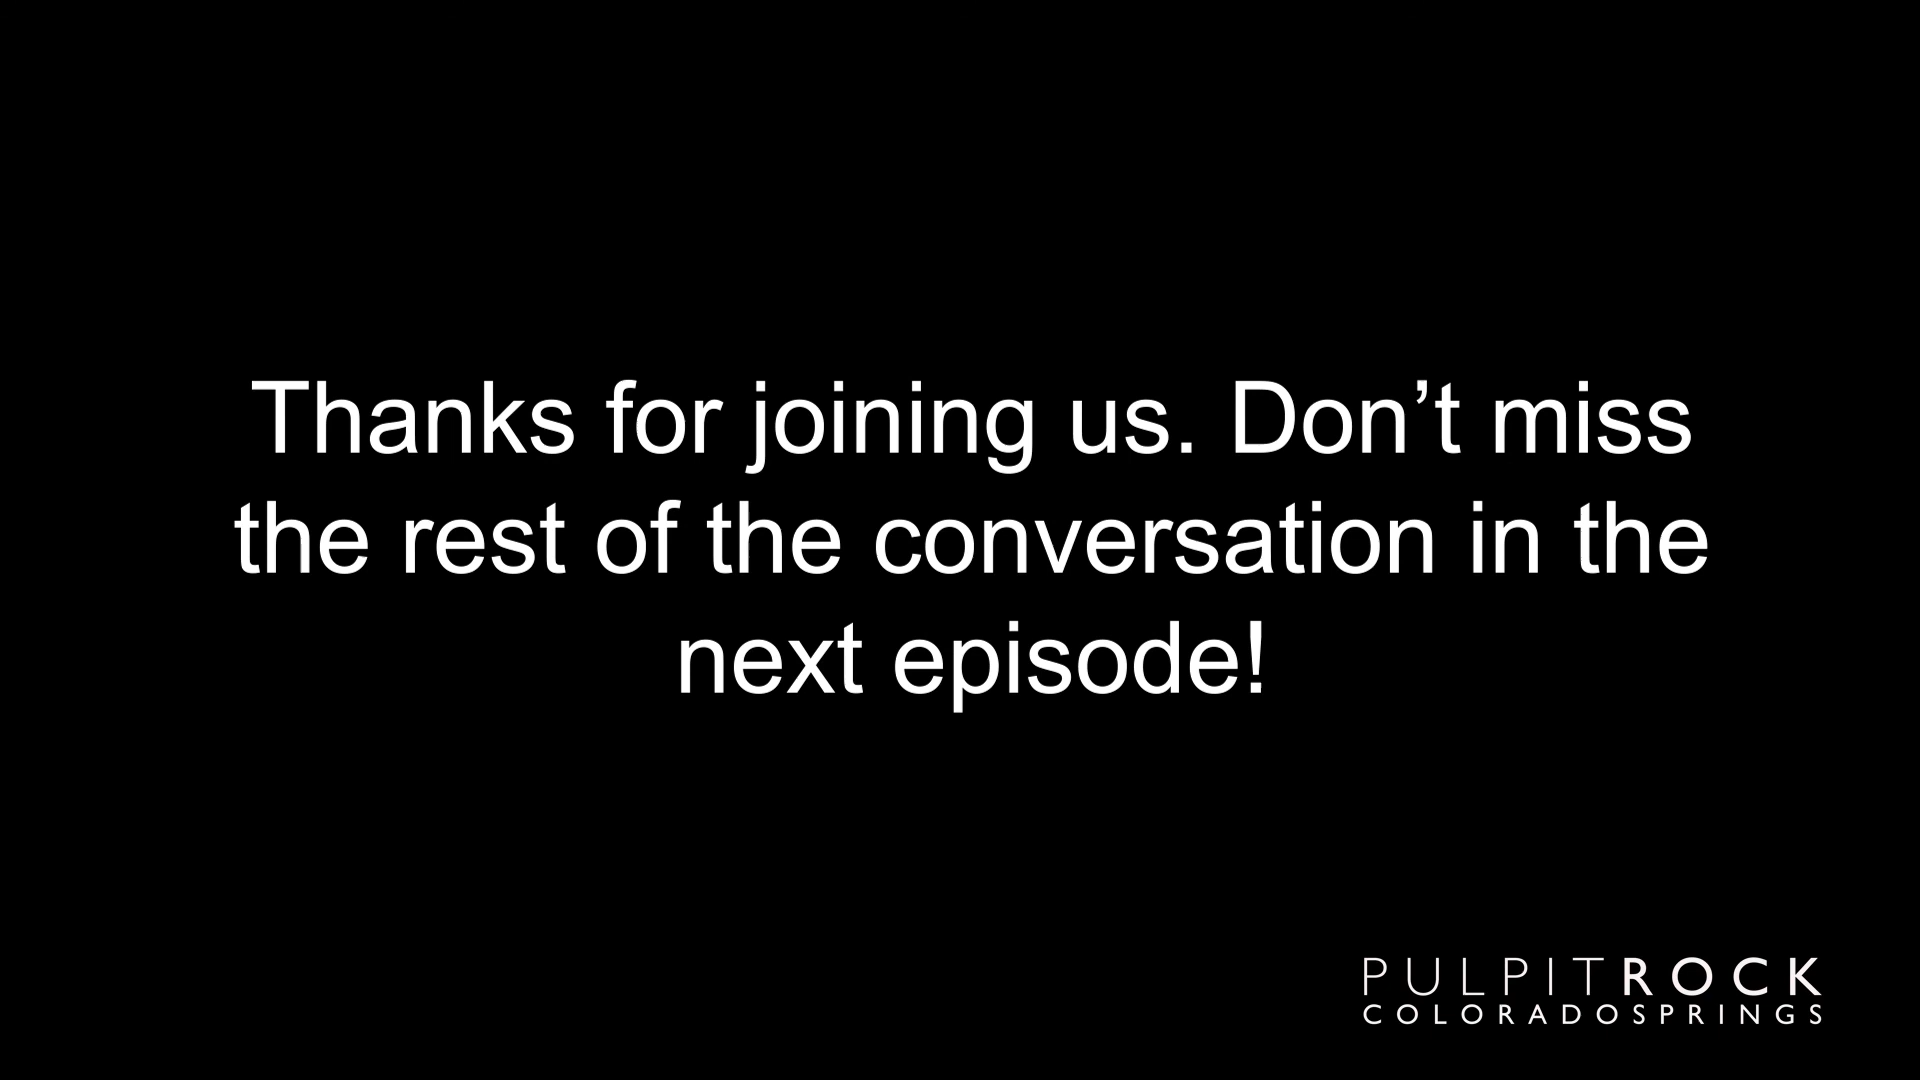 Thanks for joining us. Don’t miss
the rest of the conversation in the
next episode!
PULPITROCK
COLORADOSPRINGS